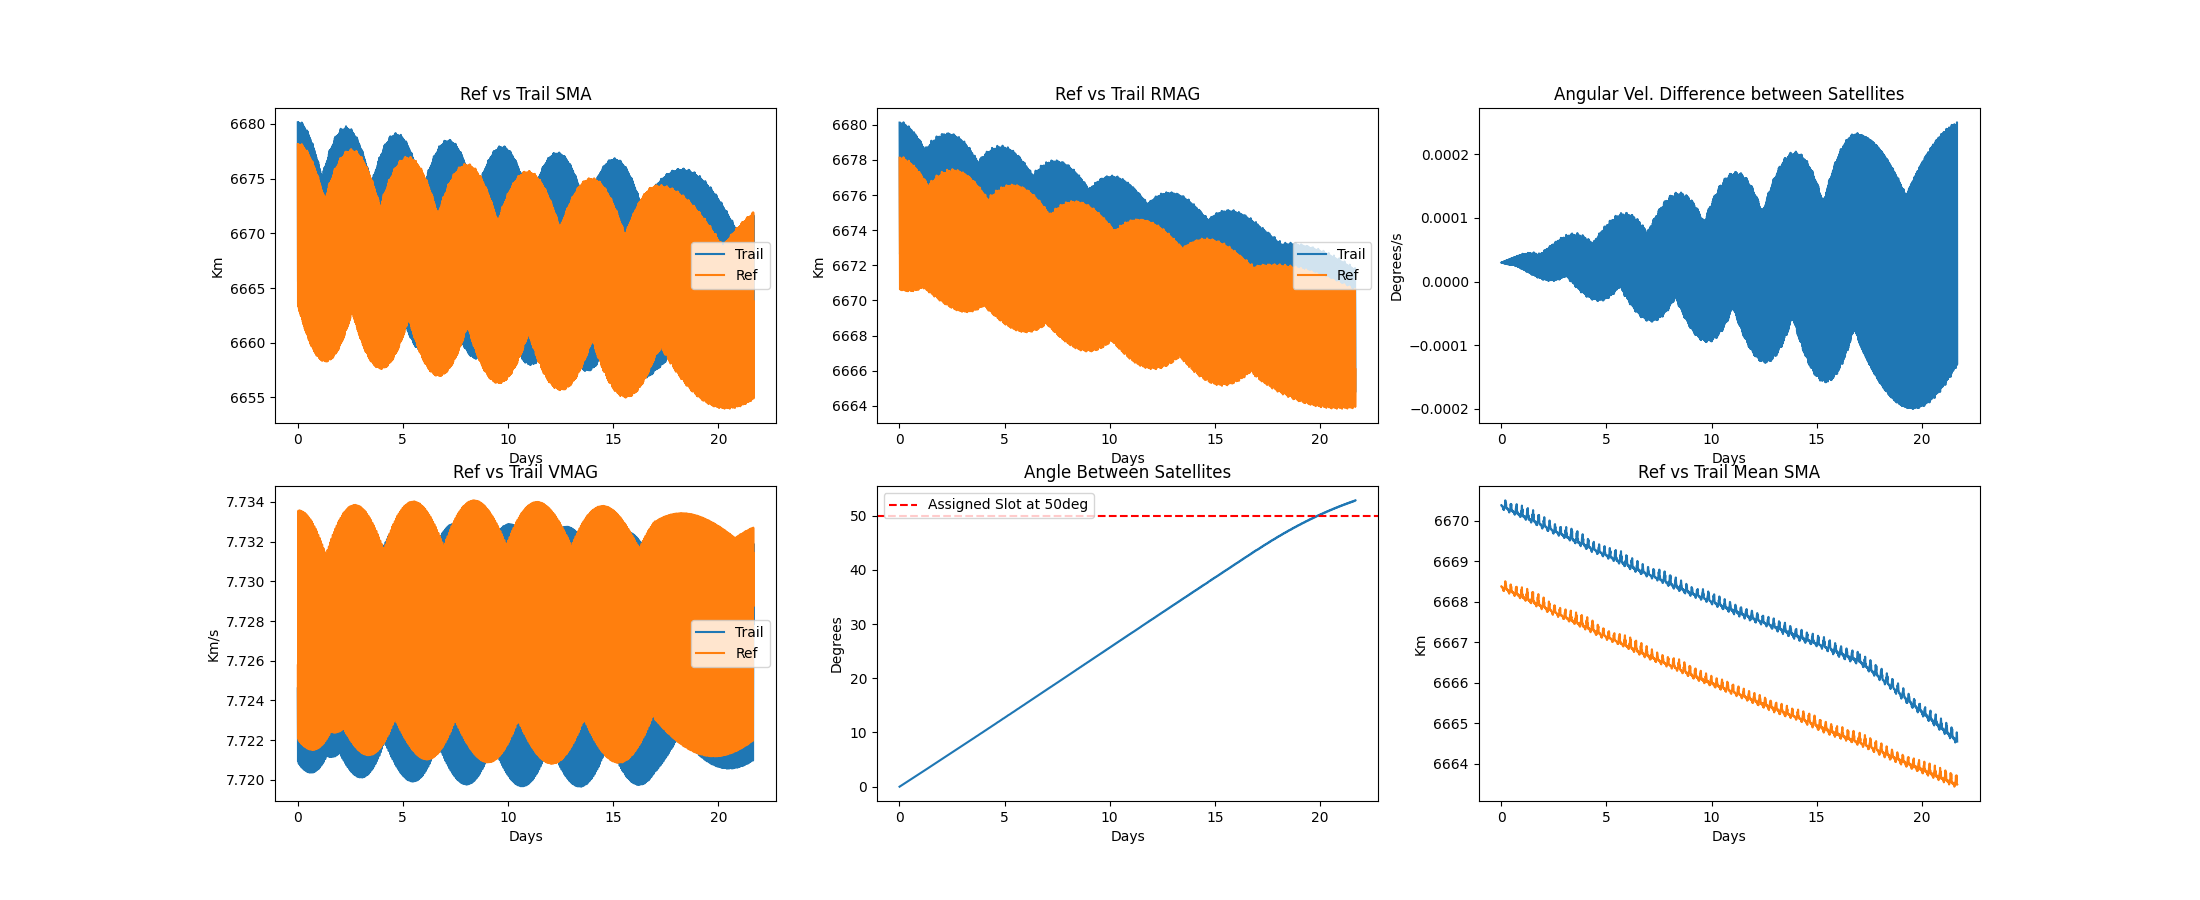 Ref vs Trail SMA
Km
6680
6675
6670
6665
6660
6655
0 5 10 15 20
Days
Trail
Ref
Ref vs Trail RMAG
Km
6680
6678
6676
6674
6672
6670
6668
6666
6664
0 5 10 15 20
Days
Trail
Ref
Angular Vel. Difference between Satellites
Degrees/s
0.0002
0.0001
0.0000
−0.0001
−0.0002
0 5 10 15 20
Days
Ref vs Trail VMAG
Km/s
7.734
7.732
7.730
7.728
7.726
7.724
7.722
7.720
0 5 10 15 20
Days
Trail
Ref
Angle Between Satellites
Degrees
50
40
30
20
10
0
0 5 10 15 20
Days
Assigned Slot at 50deg
Ref vs Trail Mean SMA
Km
6670
6669
6668
6667
6666
6665
6664
0 5 10 15 20
Days